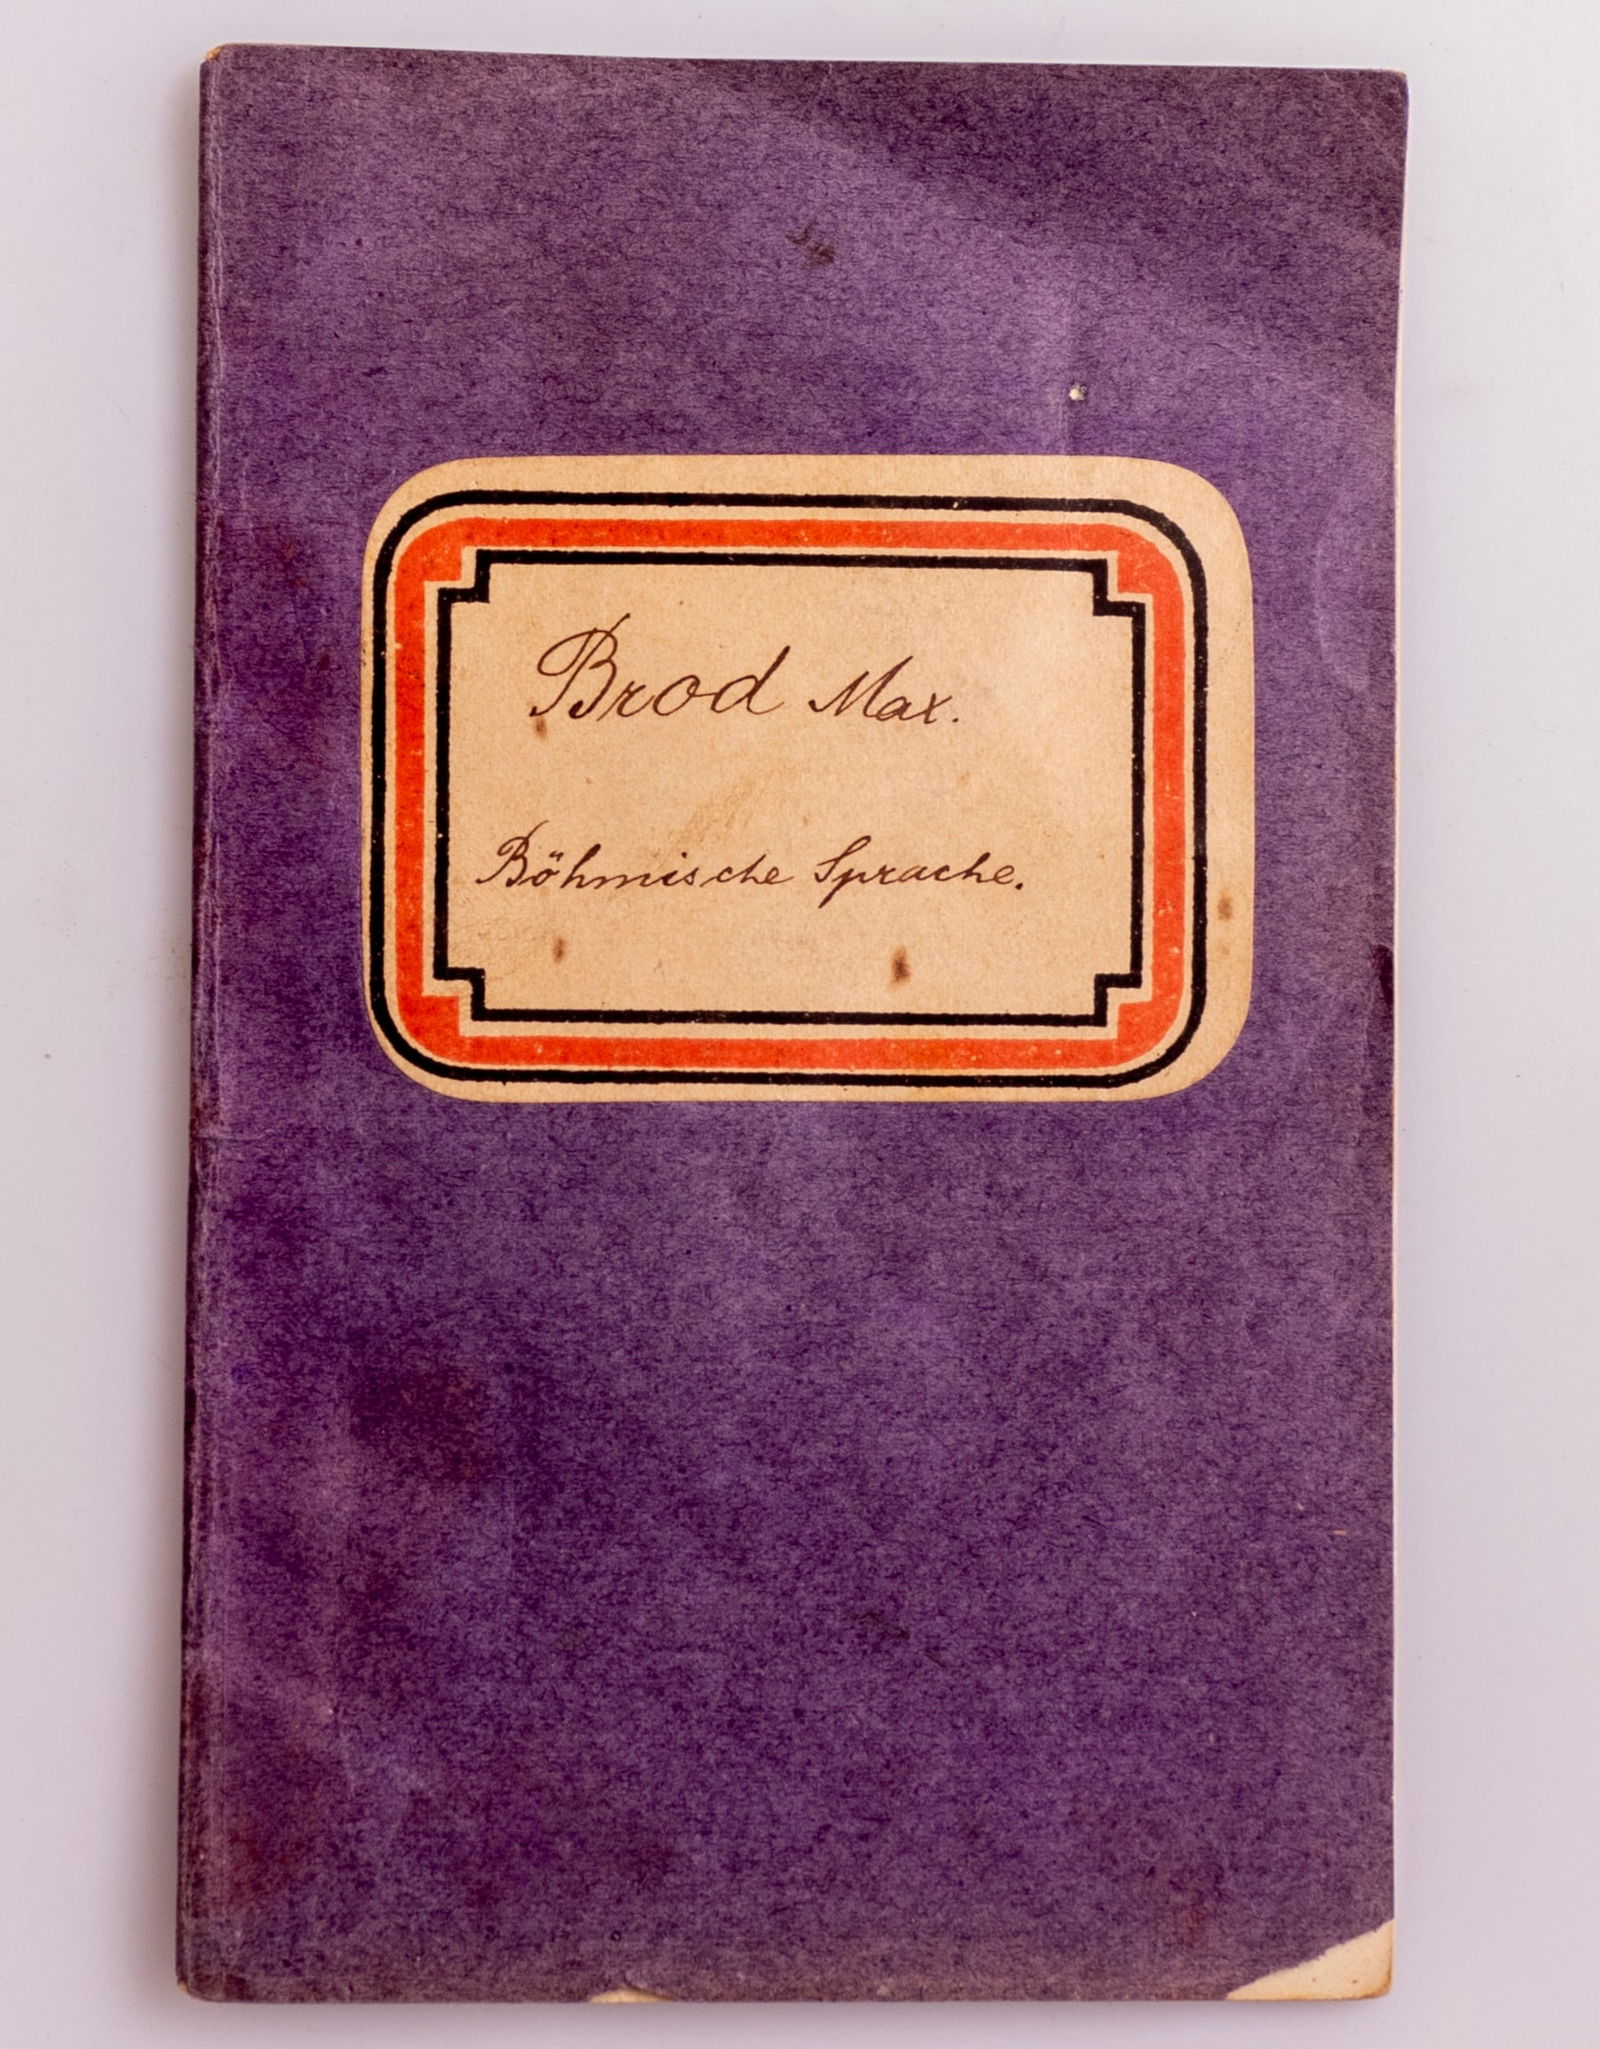 Brod Max.
Böhmische Sprache.